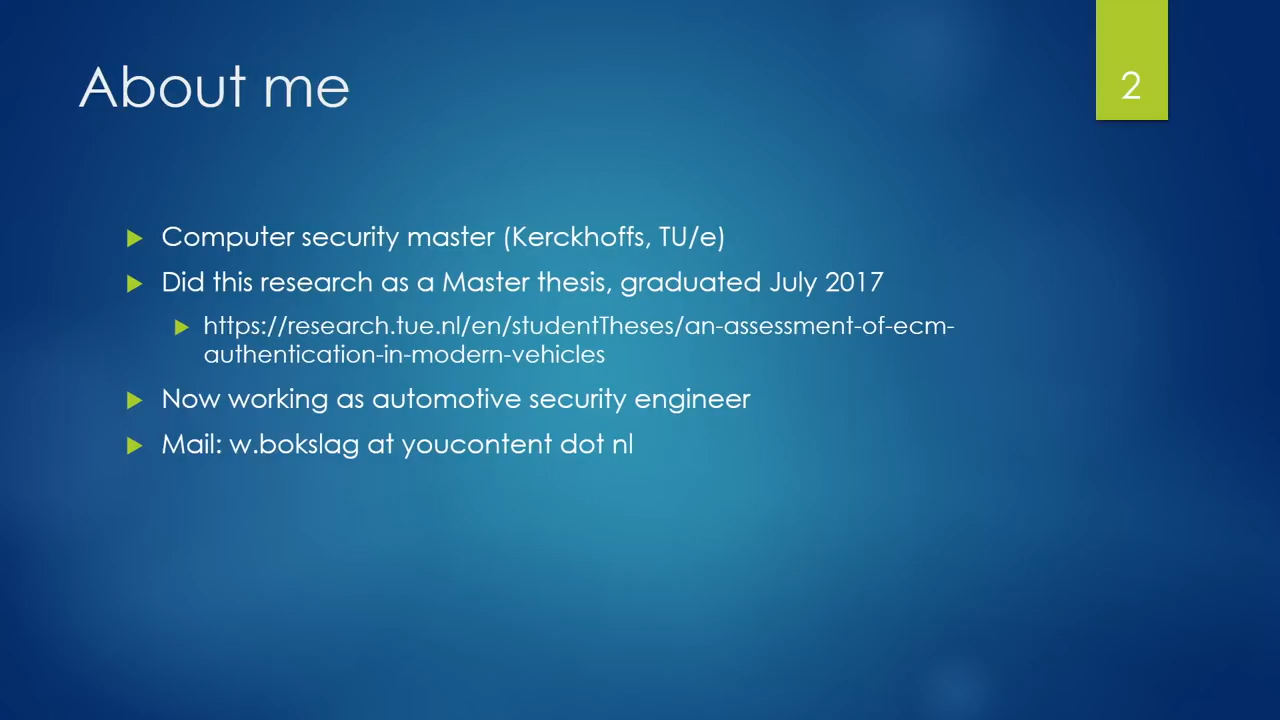 About me
2
Computer security master (Kerckhoffs, TU/e)
Did this research as a Master thesis, graduated July 2017
https://research.tue.nl/en/studentTheses/an-assessment-of-ecm-
authentication-in-modern-vehicles
Now working as automotive security engineer
Mail: w.bokslag at youcontent dot nl